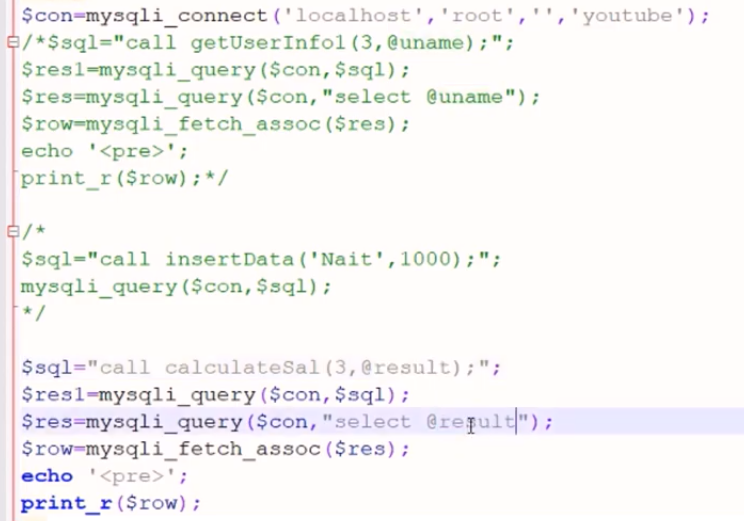 $con=mysqli_connect('localhost','root','','youtube');
/*$sql="call getUserInfo1(3,@uname);";
$res1=mysqli_query($con,$sql);
$res=mysqli_query($con,"select @uname");
$row=mysqli_fetch_assoc($res);
echo '<pre>';
print_r($row);*/
/*
$sql="call insertData('Nait',1000);";
mysqli_query($con,$sql);
*/
$sql="call calculateSal(3,@result);";
$res1=mysqli_query($con,$sql);
$res=mysqli_query($con,"select @result");
$row=mysqli_fetch_assoc($res);
echo '<pre>';
print_r($row);